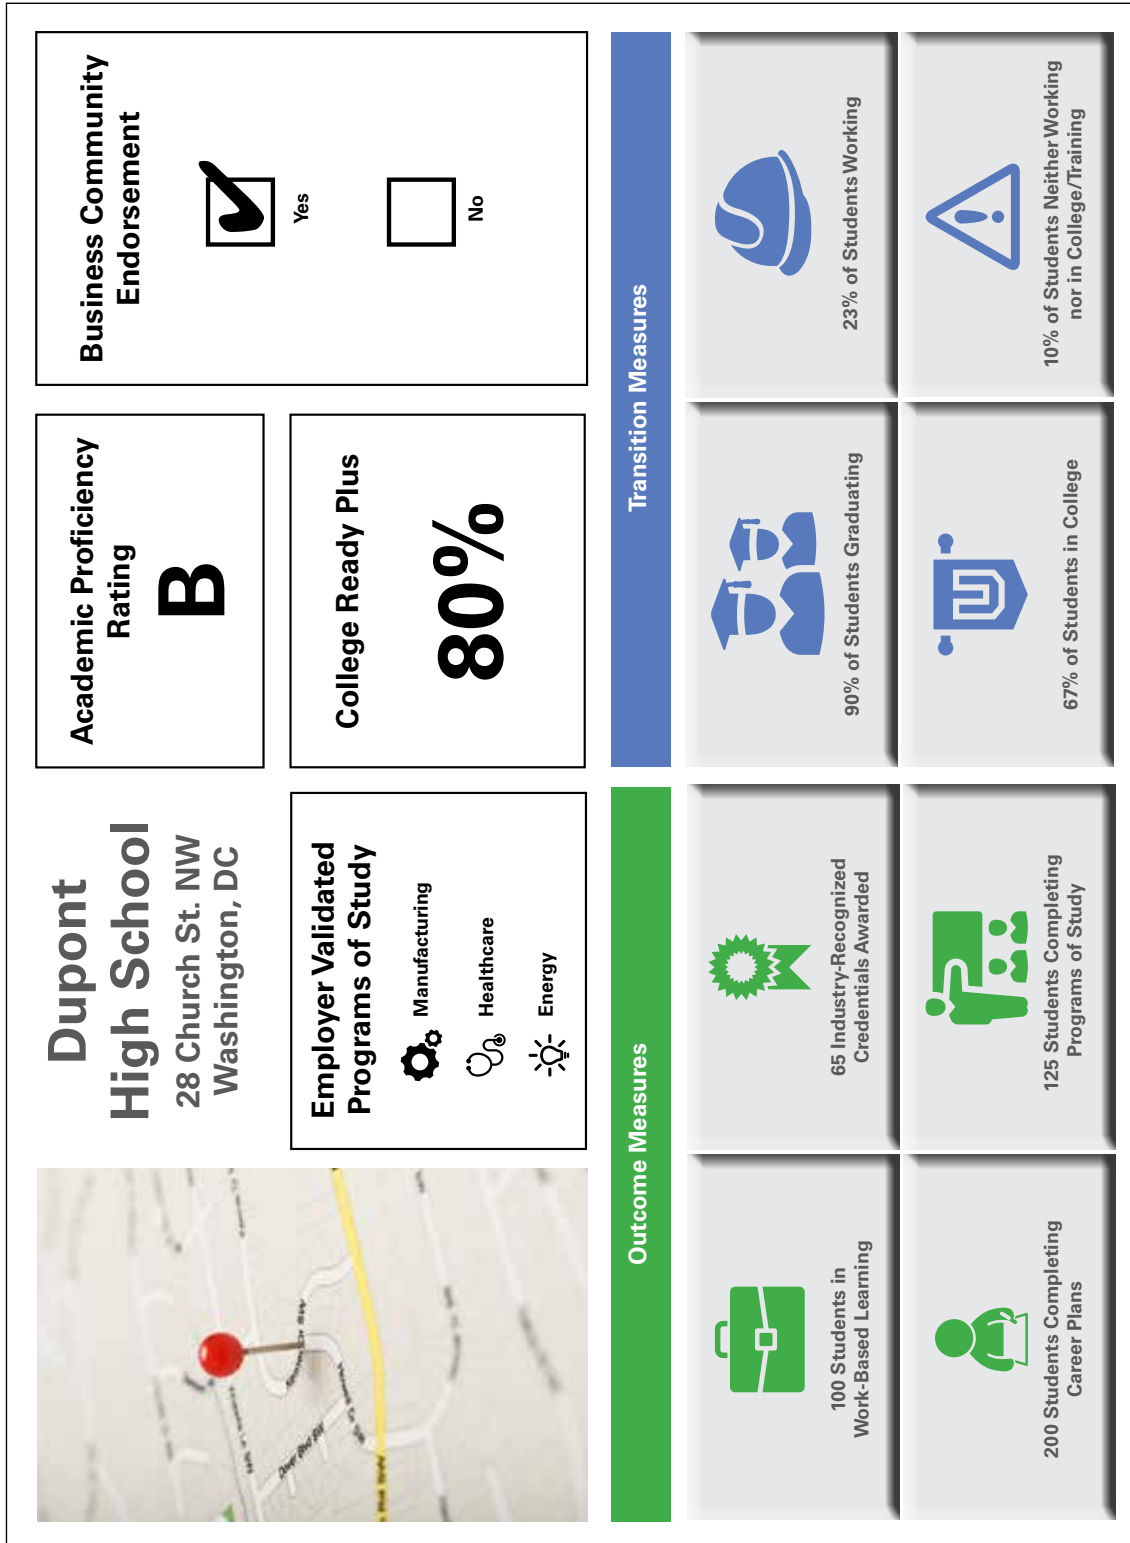 Dupont
High School
28 Church St. NW
Washington, DC
Academic Proficiency
Rating
B
Business Community
Endorsement
Yes
No
Employer Validated
Programs of Study
Manufacturing
Healthcare
Energy
College Ready Plus
80%
Outcome Measures
100 Students in
Work-Based Learning
65 Industry-Recognized
Credentials Awarded
200 Students Completing
Career Plans
125 Students Completing
Programs of Study
Transition Measures
90% of Students Graduating
23% of Students Working
67% of Students in College
10% of Students Neither Working
nor in College/Training
U